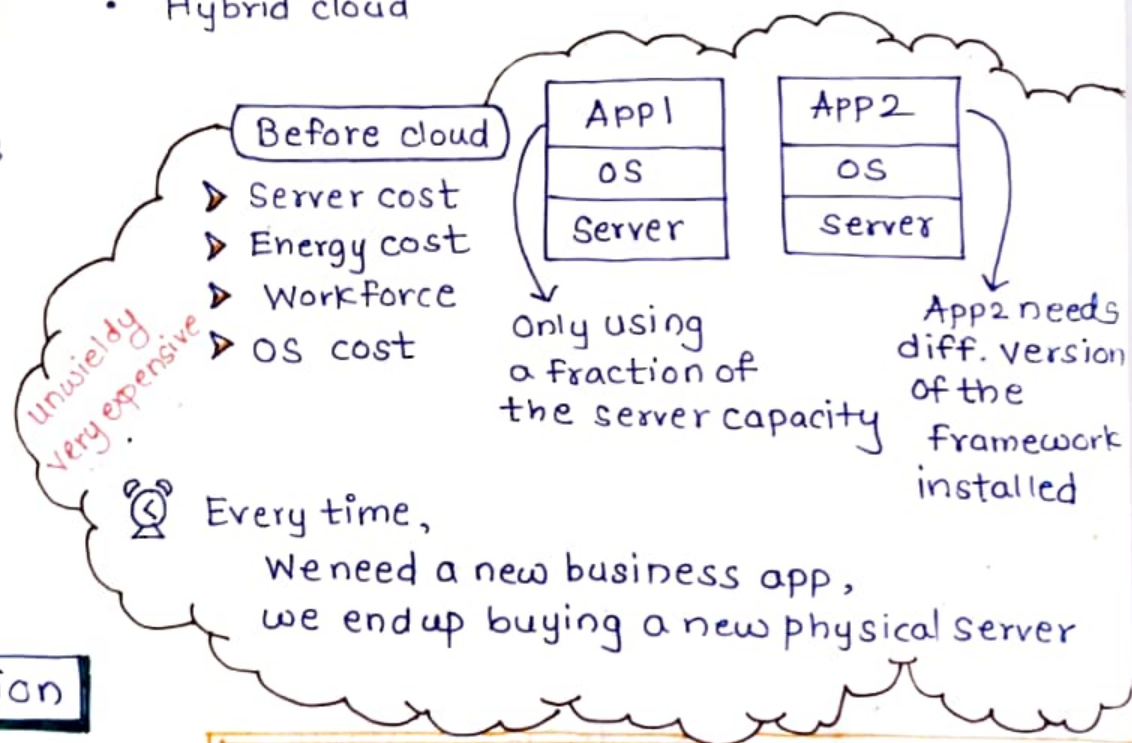 • Hybrid cloud
Before cloud
➤ Server cost
➤ Energy cost
➤ Workforce
➤ OS cost
unwieldy
very expensive
App1
OS
Server
APP2
OS
Server
Only using
a fraction of
the server capacity
App2 needs
diff. version
of the
framework
installed
Every time,
We need a new business app,
we end up buying a new physical server
ion